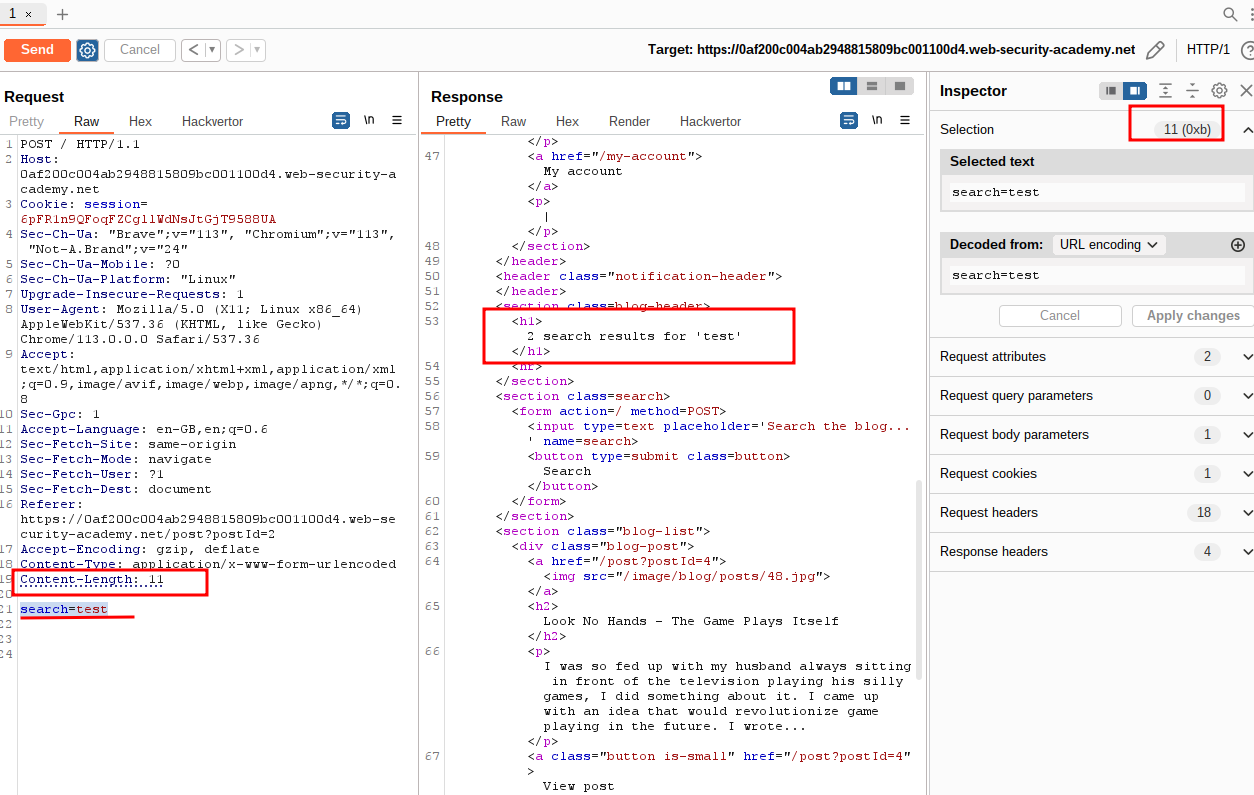 1 ×
Send
Cancel
Target: https://0af200c004ab2948815809bc001100d4.web-security-academy.net
HTTP/1
Request
Pretty
Raw
Hex
Hackvertor
\n
1 POST / HTTP/1.1
2 Host:
0af200c004ab2948815809bc001100d4.web-security-a
cademy.net
3 Cookie: session=
6pFR1n9QFoqFZCgllWdNsJtGjT9588UA
4 Sec-Ch-Ua: "Brave";v="113", "Chromium";v="113",
"Not-A.Brand";v="24"
5 Sec-Ch-Ua-Mobile: ?0
6 Sec-Ch-Ua-Platform: "Linux"
7 Upgrade-Insecure-Requests: 1
8 User-Agent: Mozilla/5.0 (X11; Linux x86_64)
AppleWebKit/537.36 (KHTML, like Gecko)
Chrome/113.0.0.0 Safari/537.36
9 Accept:
text/html,application/xhtml+xml,application/xml
;q=0.9,image/avif,image/webp,image/apng,*/*;q=0.
8
10 Sec-Gpc: 1
11 Accept-Language: en-GB,en;q=0.6
12 Sec-Fetch-Site: same-origin
13 Sec-Fetch-Mode: navigate
14 Sec-Fetch-User: ?1
15 Sec-Fetch-Dest: document
16 Referer:
https://0af200c004ab2948815809bc001100d4.web-se
curity-academy.net/post?postId=2
17 Accept-Encoding: gzip, deflate
18 Content-Type: application/x-www-form-urlencoded
19 Content-Length: 11
20
21 search=test
22
23
24
Response
Pretty
Raw
Hex
Render
Hackvertor
\n
</p>
47 <a href="/my-account">
My account
</a>
<p>
|
</p>
48 </section>
49 </header>
50 <header class="notification-header">
51 </header>
52 <section class=blog-header>
53 <h1>
2 search results for 'test'
</h1>
54 <hr>
55 </section>
56 <section class=search>
57 <form action=/ method=POST>
58 <input type=text placeholder='Search the blog...
' name=search>
59 <button type=submit class=button>
Search
</button>
60 </form>
61 </section>
62 <section class="blog-list">
63 <div class="blog-post">
64 <a href="/post?postId=4">
<img src="/image/blog/posts/48.jpg">
</a>
65 <h2>
Look No Hands - The Game Plays Itself
</h2>
66 <p>
I was so fed up with my husband always sitting
in front of the television playing his silly
games, I did something about it. I came up
with an idea that would revolutionize game
playing in the future. I wrote...
</p>
67 <a class="button is-small" href="/post?postId=4"
>
View post
Inspector
Selection
11 (0xb)
Selected text
search=test
Decoded from: URL encoding
search=test
Cancel
Apply changes
Request attributes 2
Request query parameters 0
Request body parameters 1
Request cookies 1
Request headers 18
Response headers 4